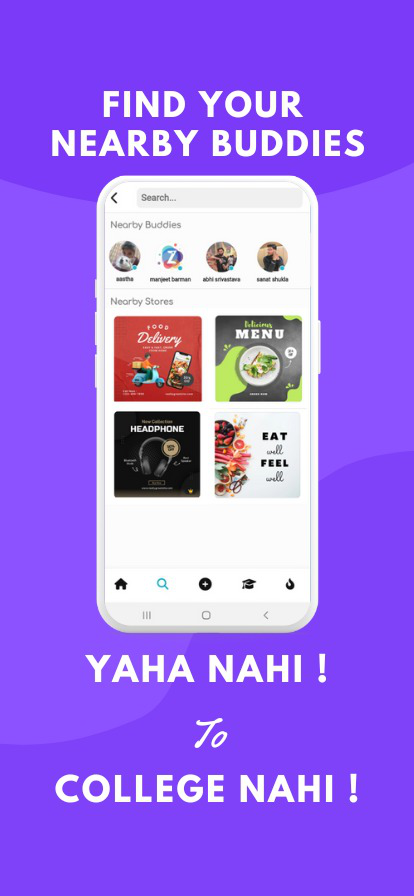 FIND YOUR
NEARBY BUDDIES
Search...
Nearby Buddies
aastha
manjeet barman
abhi srivastava
sanat shukla
Nearby Stores
FOOD
Delivery
Delicious
MENU
New Collection
HEADPHONE
EAT
well
FEEL
well
YAHA NAHI !
To
COLLEGE NAHI !